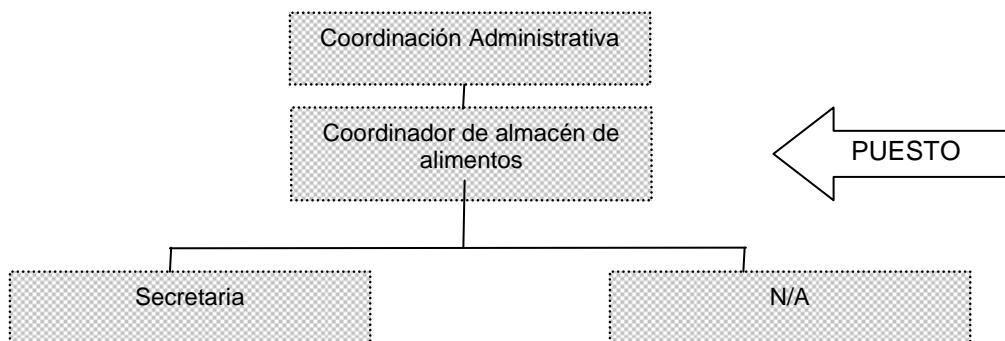 Coordinación Administrativa
Coordinador de almacén de
alimentos
PUESTO
Secretaria
N/A